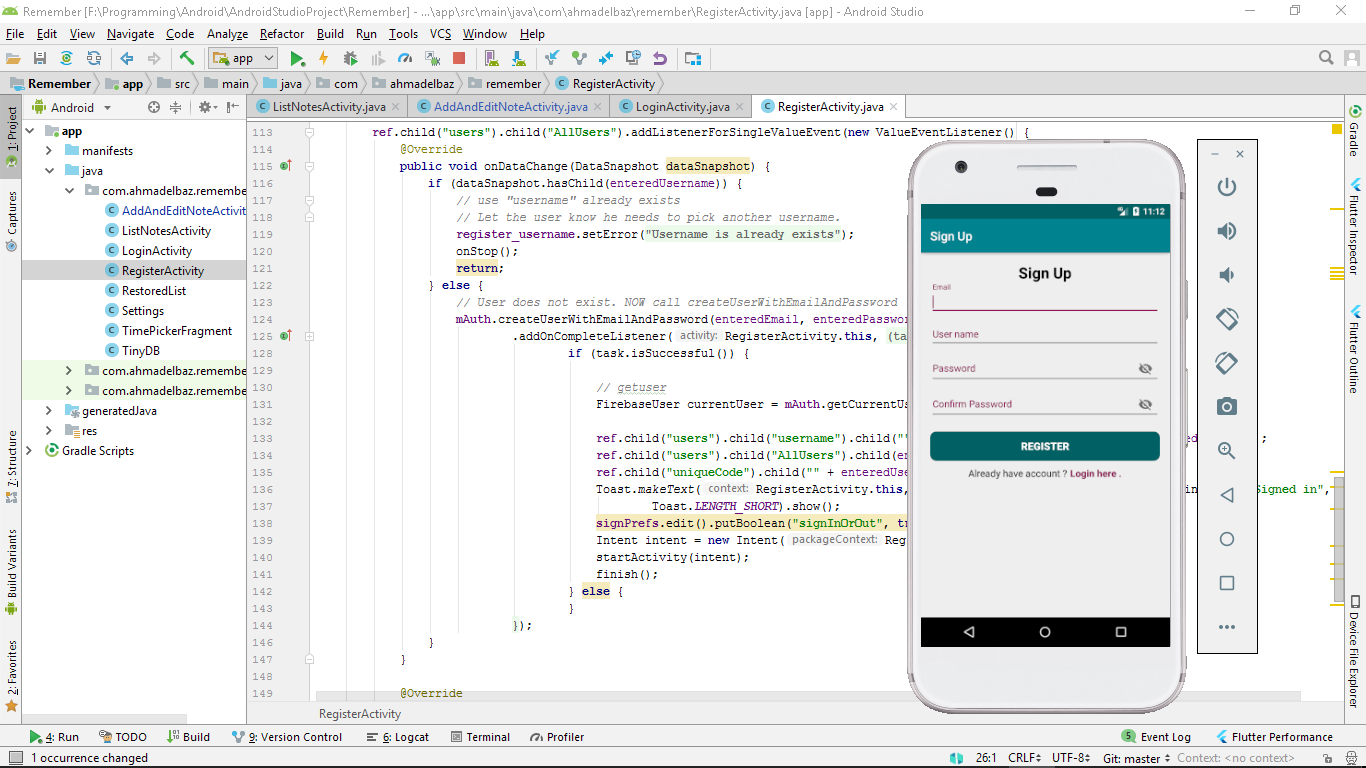 Remember [F:\Programming\Android\AndroidStudioProject\Remember] - ...\app\src\main\java\com\ahmadelbaz\remember\RegisterActivity.java [app] - Android Studio
File Edit View Navigate Code Analyze Refactor Build Run Tools VCS Window Help
app
Remember app src main java com ahmadelbaz remember RegisterActivity
Android
ListNotesActivity.java AddAndEditNoteActivity.java LoginActivity.java RegisterActivity.java
1: Project
Captures
7: Structure
Build Variants
2: Favorites
app
manifests
java
com.ahmadelbaz.remembe
AddAndEditNoteActivit
ListNotesActivity
LoginActivity
RegisterActivity
RestoredList
Settings
TimePickerFragment
TinyDB
com.ahmadelbaz.remembe
com.ahmadelbaz.remembe
generatedJava
res
Gradle Scripts
113 ref.child("users").child("AllUsers").addListenerForSingleValueEvent(new ValueEventListener() {
114 @Override
115 public void onDataChange(DataSnapshot dataSnapshot) {
116 if (dataSnapshot.hasChild(enteredUsername)) {
117 // use "username" already exists
118 // Let the user know he needs to pick another username.
119 register_username.setError("Username is already exists");
120 onStop();
121 return;
122 } else {
123 // User does not exist. NOW call createUserWithEmailAndPassword
124 mAuth.createUserWithEmailAndPassword(enteredEmail, enteredPasswor
125 .addOnCompleteListener( activity: RegisterActivity.this, (ta
128 if (task.isSuccessful()) {
129
130 // getuser
131 FirebaseUser currentUser = mAuth.getCurrentUs
132
133 ref.child("users").child("username").child("" ed ;
134 ref.child("users").child("AllUsers").child(en
135 ref.child("uniqueCode").child("" + enteredUse
136 Toast.makeText( context: RegisterActivity.this, in Signed in",
137 Toast.LENGTH_SHORT).show();
138 signPrefs.edit().putBoolean("signInOrOut", tr
139 Intent intent = new Intent( packageContext: Reg
140 startActivity(intent);
141 finish();
142 } else {
143 }
144 });
146 }
147 }
148
149 @Override
RegisterActivity
11:12
Sign Up
Sign Up
Email
User name
Password
Confirm Password
REGISTER
Already have account ? Login here .
Gradle
Flutter Inspector
Flutter Outline
Device File Explorer
4: Run TODO Build 9: Version Control 6: Logcat Terminal Profiler 5 Event Log Flutter Performance
1 occurrence changed 26:1 CRLF UTF-8 Git: master Context: <no context>